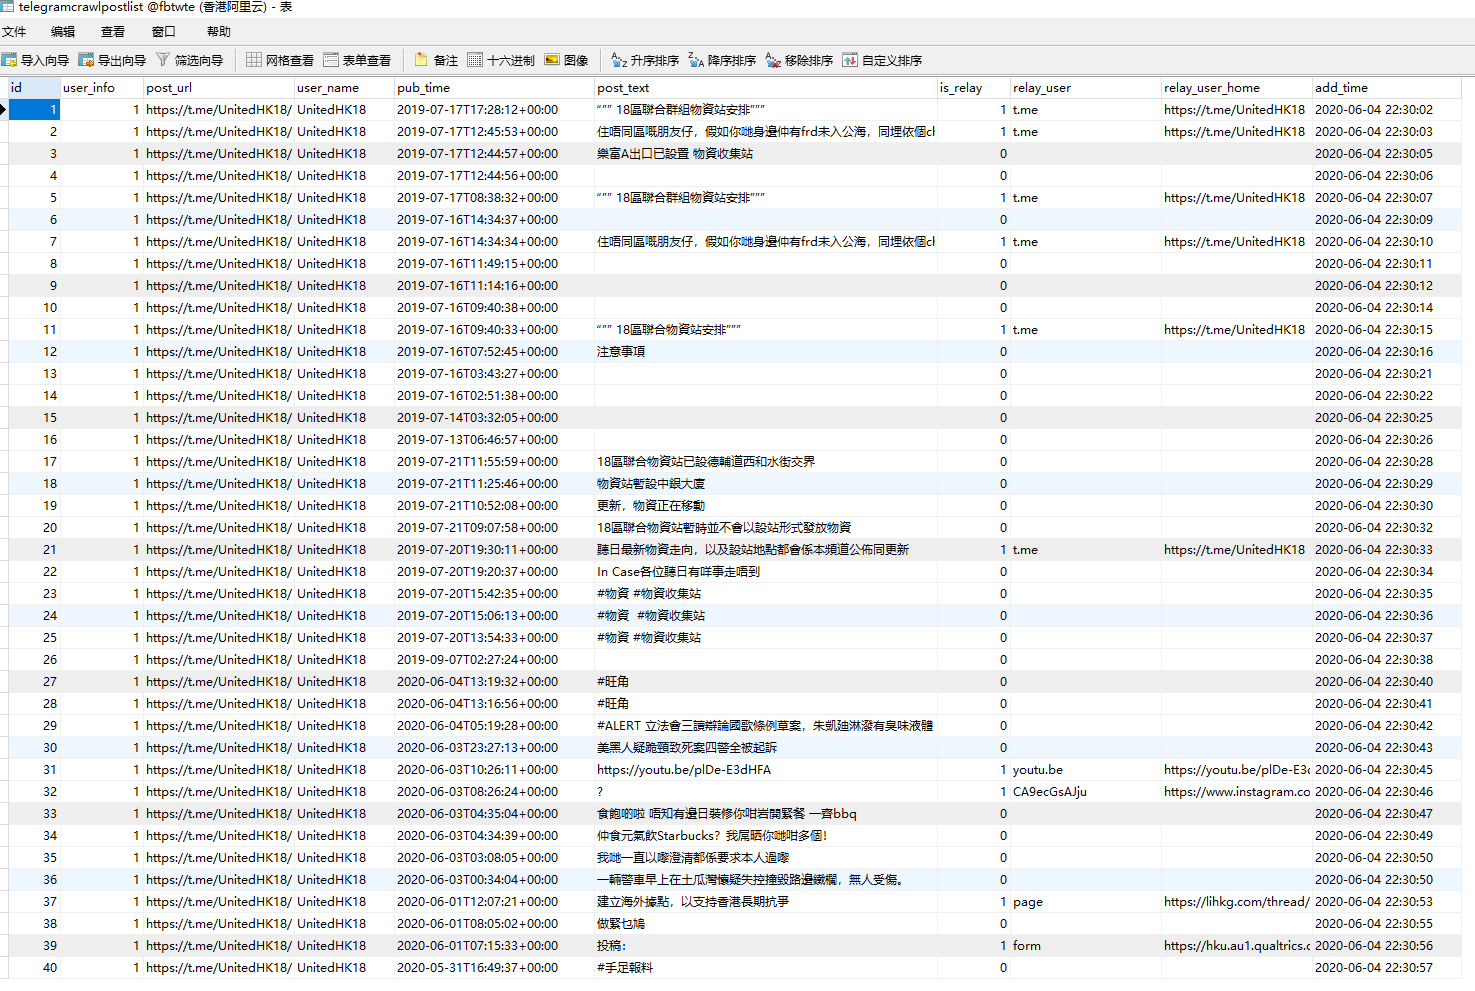 telegramcrawlpostlist @fbtwte (香港阿里云) - 表
文件 编辑 查看 窗口 帮助
导入向导 导出向导 筛选向导 网格查看 表单查看 备注 十六进制 图像 升序排序 降序排序 移除排序 自定义排序
id user_info post_url user_name pub_time post_text is_relay relay_user relay_user_home add_time
1 1 https://t.me/UnitedHK18/ UnitedHK18 2019-07-17T17:28:12+00:00 “”” 18區聯合群組物資站安排””” 1 t.me https://t.me/UnitedHK18 2020-06-04 22:30:02
2 1 https://t.me/UnitedHK18/ UnitedHK18 2019-07-17T12:45:53+00:00 住唔同區嘅朋友仔，假如你哋身邊仲有frd未入公海，同埋依個cl 1 t.me https://t.me/UnitedHK18 2020-06-04 22:30:03
3 1 https://t.me/UnitedHK18/ UnitedHK18 2019-07-17T12:44:57+00:00 樂富A出口已設置 物資收集站 0 2020-06-04 22:30:05
4 1 https://t.me/UnitedHK18/ UnitedHK18 2019-07-17T12:44:56+00:00 0 2020-06-04 22:30:06
5 1 https://t.me/UnitedHK18/ UnitedHK18 2019-07-17T08:38:32+00:00 “”” 18區聯合群組物資站安排””” 1 t.me https://t.me/UnitedHK18 2020-06-04 22:30:07
6 1 https://t.me/UnitedHK18/ UnitedHK18 2019-07-16T14:34:37+00:00 0 2020-06-04 22:30:09
7 1 https://t.me/UnitedHK18/ UnitedHK18 2019-07-16T14:34:34+00:00 住唔同區嘅朋友仔，假如你哋身邊仲有frd未入公海，同埋依個cl 1 t.me https://t.me/UnitedHK18 2020-06-04 22:30:10
8 1 https://t.me/UnitedHK18/ UnitedHK18 2019-07-16T11:49:15+00:00 0 2020-06-04 22:30:11
9 1 https://t.me/UnitedHK18/ UnitedHK18 2019-07-16T11:14:16+00:00 0 2020-06-04 22:30:12
10 1 https://t.me/UnitedHK18/ UnitedHK18 2019-07-16T09:40:38+00:00 0 2020-06-04 22:30:14
11 1 https://t.me/UnitedHK18/ UnitedHK18 2019-07-16T09:40:33+00:00 “”” 18區聯合物資站安排””” 1 t.me https://t.me/UnitedHK18 2020-06-04 22:30:15
12 1 https://t.me/UnitedHK18/ UnitedHK18 2019-07-16T07:52:45+00:00 注意事項 0 2020-06-04 22:30:16
13 1 https://t.me/UnitedHK18/ UnitedHK18 2019-07-16T03:43:27+00:00 0 2020-06-04 22:30:21
14 1 https://t.me/UnitedHK18/ UnitedHK18 2019-07-16T02:51:38+00:00 0 2020-06-04 22:30:22
15 1 https://t.me/UnitedHK18/ UnitedHK18 2019-07-14T03:32:05+00:00 0 2020-06-04 22:30:25
16 1 https://t.me/UnitedHK18/ UnitedHK18 2019-07-13T06:46:57+00:00 0 2020-06-04 22:30:26
17 1 https://t.me/UnitedHK18/ UnitedHK18 2019-07-21T11:55:59+00:00 18區聯合物資站已設德輔道西和水街交界 0 2020-06-04 22:30:28
18 1 https://t.me/UnitedHK18/ UnitedHK18 2019-07-21T11:25:46+00:00 物資站暫設中銀大廈 0 2020-06-04 22:30:29
19 1 https://t.me/UnitedHK18/ UnitedHK18 2019-07-21T10:52:08+00:00 更新，物資正在移動 0 2020-06-04 22:30:30
20 1 https://t.me/UnitedHK18/ UnitedHK18 2019-07-21T09:07:58+00:00 18區聯合物資站暫時並不會以設站形式發放物資 0 2020-06-04 22:30:32
21 1 https://t.me/UnitedHK18/ UnitedHK18 2019-07-20T19:30:11+00:00 聽日最新物資走向，以及設站地點都會係本頻道公佈同更新 1 t.me https://t.me/UnitedHK18 2020-06-04 22:30:33
22 1 https://t.me/UnitedHK18/ UnitedHK18 2019-07-20T19:20:37+00:00 In Case各位聽日有咩事走唔到 0 2020-06-04 22:30:34
23 1 https://t.me/UnitedHK18/ UnitedHK18 2019-07-20T15:42:35+00:00 #物資 #物資收集站 0 2020-06-04 22:30:35
24 1 https://t.me/UnitedHK18/ UnitedHK18 2019-07-20T15:06:13+00:00 #物資 #物資收集站 0 2020-06-04 22:30:36
25 1 https://t.me/UnitedHK18/ UnitedHK18 2019-07-20T13:54:33+00:00 #物資 #物資收集站 0 2020-06-04 22:30:37
26 1 https://t.me/UnitedHK18/ UnitedHK18 2019-09-07T02:27:24+00:00 0 2020-06-04 22:30:38
27 1 https://t.me/UnitedHK18/ UnitedHK18 2020-06-04T13:19:32+00:00 #旺角 0 2020-06-04 22:30:40
28 1 https://t.me/UnitedHK18/ UnitedHK18 2020-06-04T13:16:56+00:00 #旺角 0 2020-06-04 22:30:41
29 1 https://t.me/UnitedHK18/ UnitedHK18 2020-06-04T05:19:28+00:00 #ALERT 立法會三讀辯論國歌條例草案，朱凱廸淋潑有臭味液體 0 2020-06-04 22:30:42
30 1 https://t.me/UnitedHK18/ UnitedHK18 2020-06-03T23:27:13+00:00 美黑人疑跪頸致死案四警全被起訴 0 2020-06-04 22:30:43
31 1 https://t.me/UnitedHK18/ UnitedHK18 2020-06-03T10:26:11+00:00 https://youtu.be/plDe-E3dHFA 1 youtu.be https://youtu.be/plDe-E3c 2020-06-04 22:30:45
32 1 https://t.me/UnitedHK18/ UnitedHK18 2020-06-03T08:26:24+00:00 ? 1 CA9ecGsAJju https://www.instagram.co 2020-06-04 22:30:46
33 1 https://t.me/UnitedHK18/ UnitedHK18 2020-06-03T04:35:04+00:00 食飽啲啦 唔知有邊日裝修你咁岩開緊餐 一齊bbq 0 2020-06-04 22:30:47
34 1 https://t.me/UnitedHK18/ UnitedHK18 2020-06-03T04:34:39+00:00 仲食元氣飲Starbucks？我屌晒你哋咁多個！ 0 2020-06-04 22:30:49
35 1 https://t.me/UnitedHK18/ UnitedHK18 2020-06-03T03:08:05+00:00 我哋一直以嚟澄清都係要求本人過嚟 0 2020-06-04 22:30:50
36 1 https://t.me/UnitedHK18/ UnitedHK18 2020-06-03T00:34:04+00:00 一輛警車早上在土瓜灣懷疑失控撞毀路邊鐵欄，無人受傷。 0 2020-06-04 22:30:50
37 1 https://t.me/UnitedHK18/ UnitedHK18 2020-06-01T12:07:21+00:00 建立海外據點，以支持香港長期抗爭 1 page https://lihkg.com/thread/ 2020-06-04 22:30:53
38 1 https://t.me/UnitedHK18/ UnitedHK18 2020-06-01T08:05:02+00:00 做緊乜鳩 0 2020-06-04 22:30:55
39 1 https://t.me/UnitedHK18/ UnitedHK18 2020-06-01T07:15:33+00:00 投稿： 1 form https://hku.au1.qualtrics.c 2020-06-04 22:30:56
40 1 https://t.me/UnitedHK18/ UnitedHK18 2020-05-31T16:49:37+00:00 #手足報料 0 2020-06-04 22:30:57